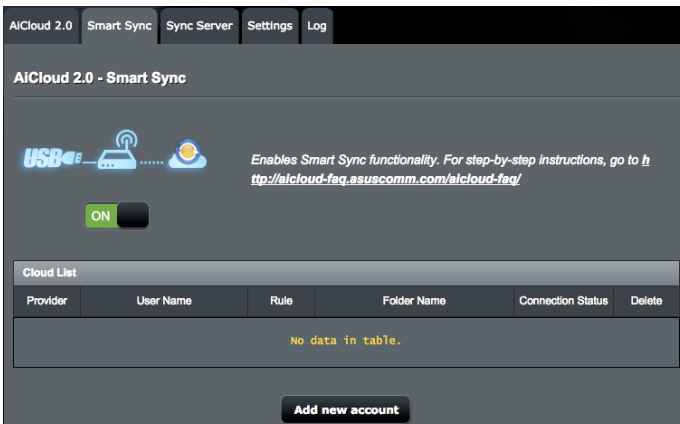 AiCloud 2.0 Smart Sync Sync Server Settings Log
AiCloud 2.0 - Smart Sync
USB
Enables Smart Sync functionality. For step-by-step instructions, go to h
ttp://aicloud-faq.asuscomm.com/aicloud-faq/
ON
Cloud List
Provider User Name Rule Folder Name Connection Status Delete
No data in table.
Add new account